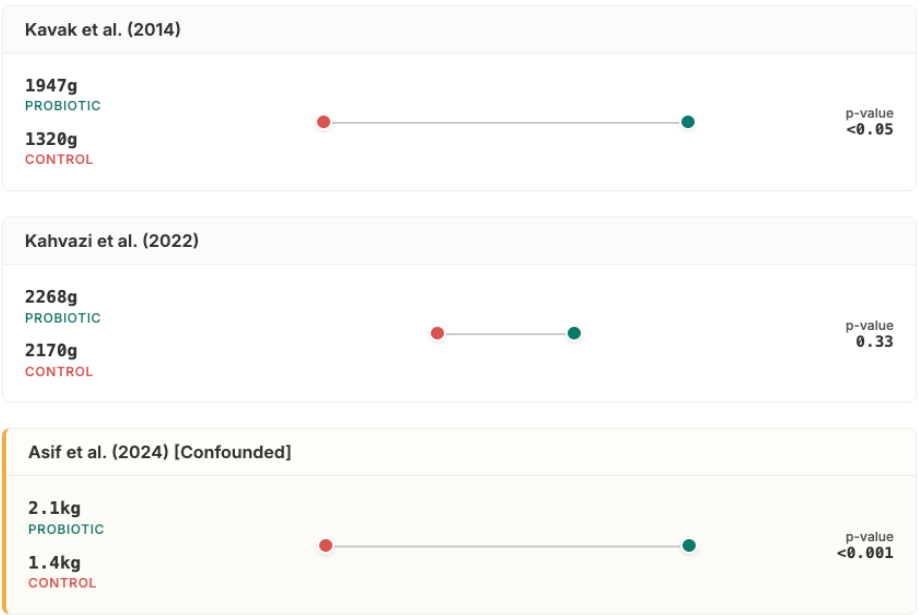 Kavak et al. (2014)
1947g
PROBIOTIC
1320g
CONTROL
p-value
<0.05
Kahvazi et al. (2022)
2268g
PROBIOTIC
2170g
CONTROL
p-value
0.33
Asif et al. (2024) [Confounded]
2.1kg
PROBIOTIC
1.4kg
CONTROL
p-value
<0.001